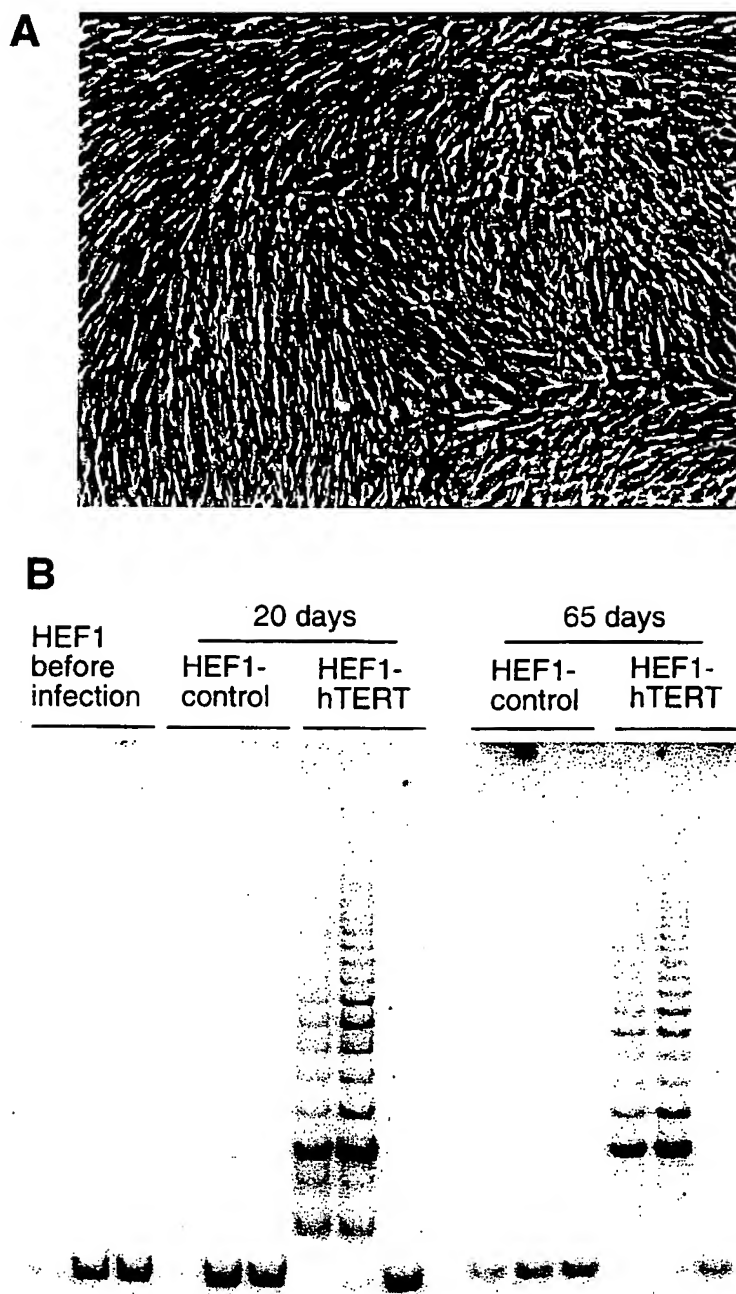 A
B
20 days
65 days
HEF1
before
infection
HEF1-
control
HEF1-
hTERT
HEF1-
control
HEF1-
hTERT